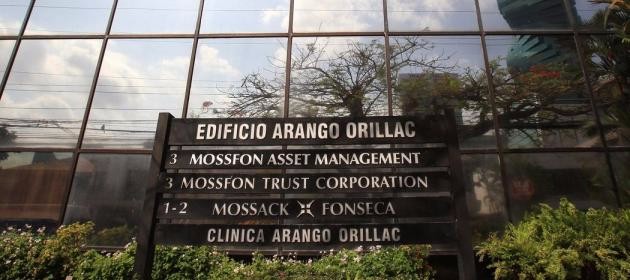 EDIFICIO ARANGO ORILLAC
3 MOSSFON ASSET MANAGEMENT
3 MOSSFON TRUST CORPORATION
1-2 MOSSACK FONSECA
CLINICA ARANGO ORILLAC